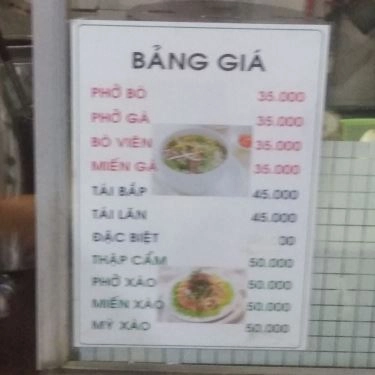 BẢNG GIÁ
PHỞ BÒ 35.000
PHỞ GÀ 35.000
BÒ VIÊN 35.000
MIẾN GÀ 35.000
TÁI BẮP 45.000
TÁI LĂN 45.000
ĐẶC BIỆT 00
THẬP CẨM 50.000
PHỞ XÀO 50.000
MIẾN XÀO 50.000
MỲ XÀO 50.000